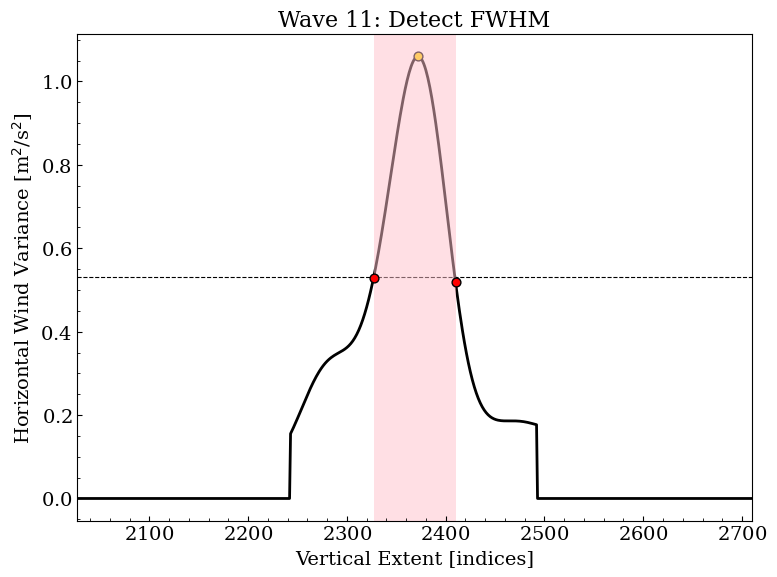 Wave 11: Detect FWHM
Horizontal Wind Variance [m²/s²]
1.0
0.8
0.6
0.4
0.2
0.0
2100 2200 2300 2400 2500 2600 2700
Vertical Extent [indices]